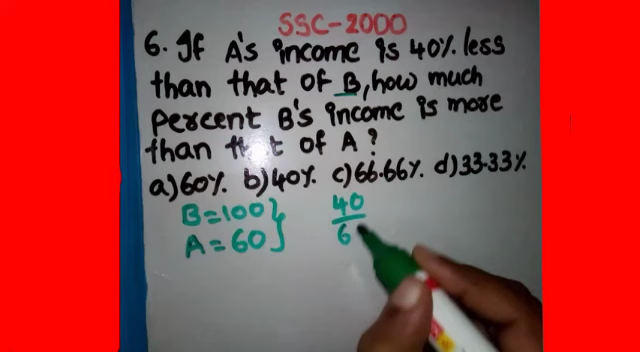 SSC-2000
6. If A's income is 40% less
than that of B, how much
percent B's income is more
than of A?
a) 60% b) 40% c) 66.66% d) 33.33%
B = 100 } 40
A = 60 } 6